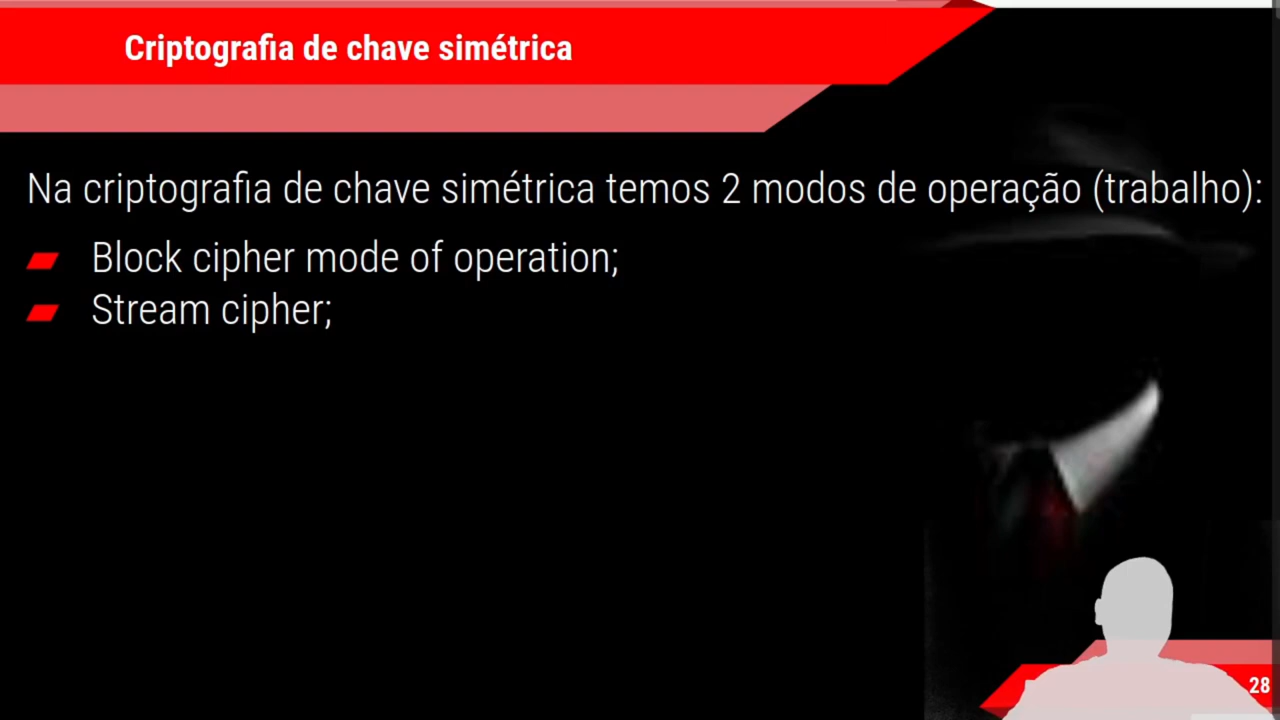 Criptografia de chave simétrica
Na criptografia de chave simétrica temos 2 modos de operação (trabalho):
Block cipher mode of operation;
Stream cipher;
28